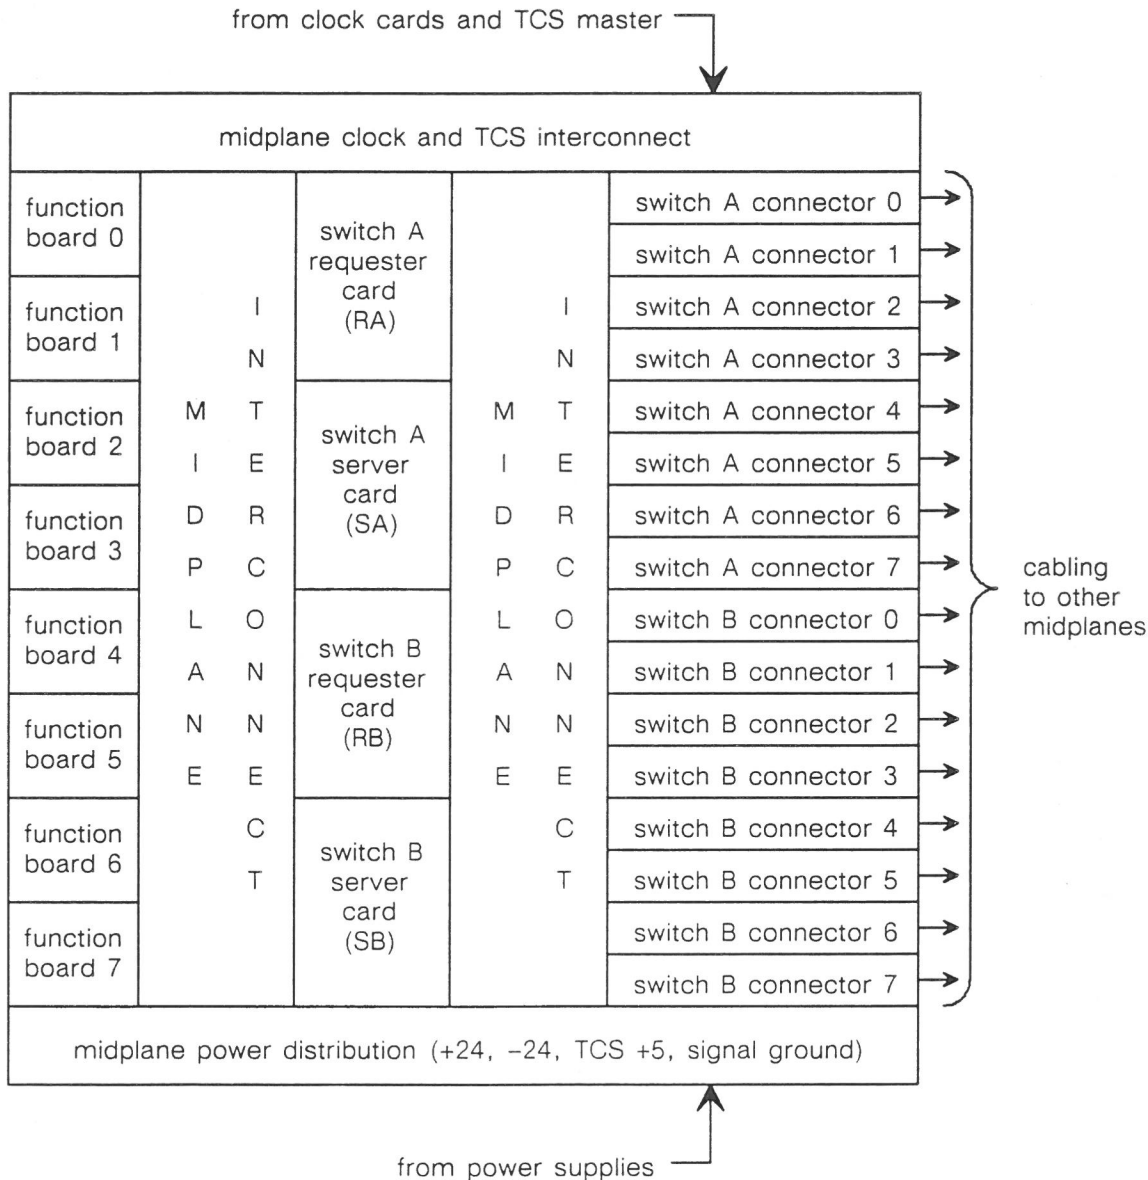 from clock cards and TCS master
midplane clock and TCS interconnect
function
board 0
function
board 1
function
board 2
function
board 3
function
board 4
function
board 5
function
board 6
function
board 7
MIDPLANE
INTERCONNECT
switch A
requester
card
(RA)
switch A
server
card
(SA)
switch B
requester
card
(RB)
switch B
server
card
(SB)
MIDPLANE
INTERCONNECT
switch A connector 0
switch A connector 1
switch A connector 2
switch A connector 3
switch A connector 4
switch A connector 5
switch A connector 6
switch A connector 7
switch B connector 0
switch B connector 1
switch B connector 2
switch B connector 3
switch B connector 4
switch B connector 5
switch B connector 6
switch B connector 7
cabling
to other
midplanes
midplane power distribution (+24, −24, TCS +5, signal ground)
from power supplies